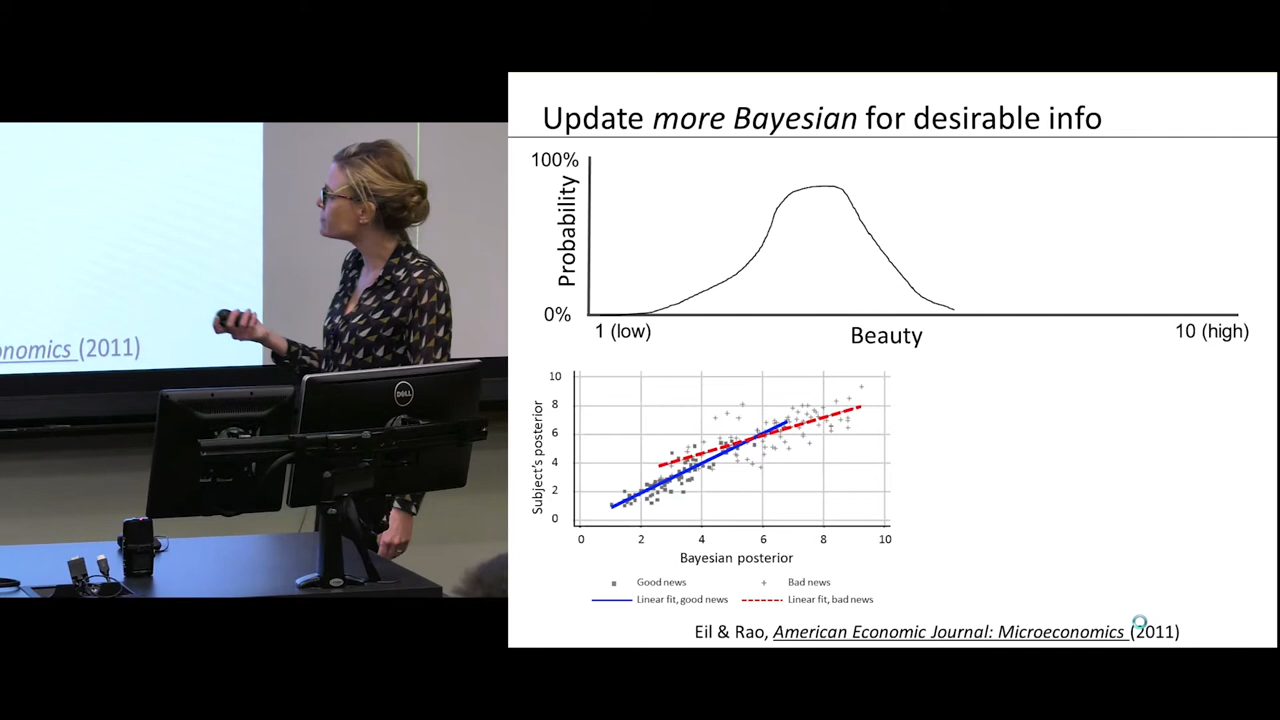 onomics (2011)
DELL
Update more Bayesian for desirable info
100%
Probability
0%
1 (low)
Beauty
10 (high)
10
8
6
4
2
0
Subject's posterior
0 2 4 6 8 10
Bayesian posterior
Good news Bad news
Linear fit, good news Linear fit, bad news
Eil & Rao, American Economic Journal: Microeconomics (2011)